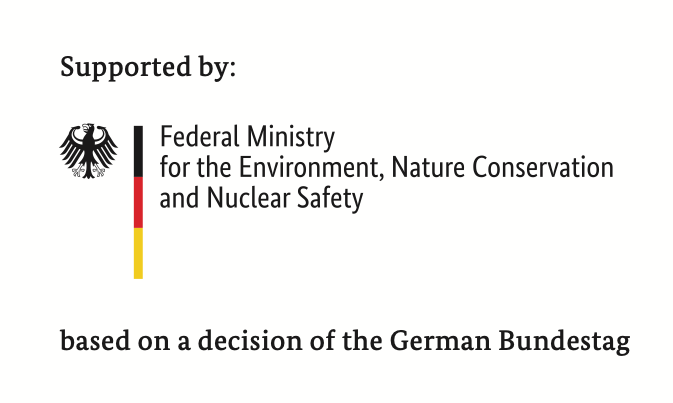 Supported by:
Federal Ministry
for the Environment, Nature Conservation
and Nuclear Safety
based on a decision of the German Bundestag